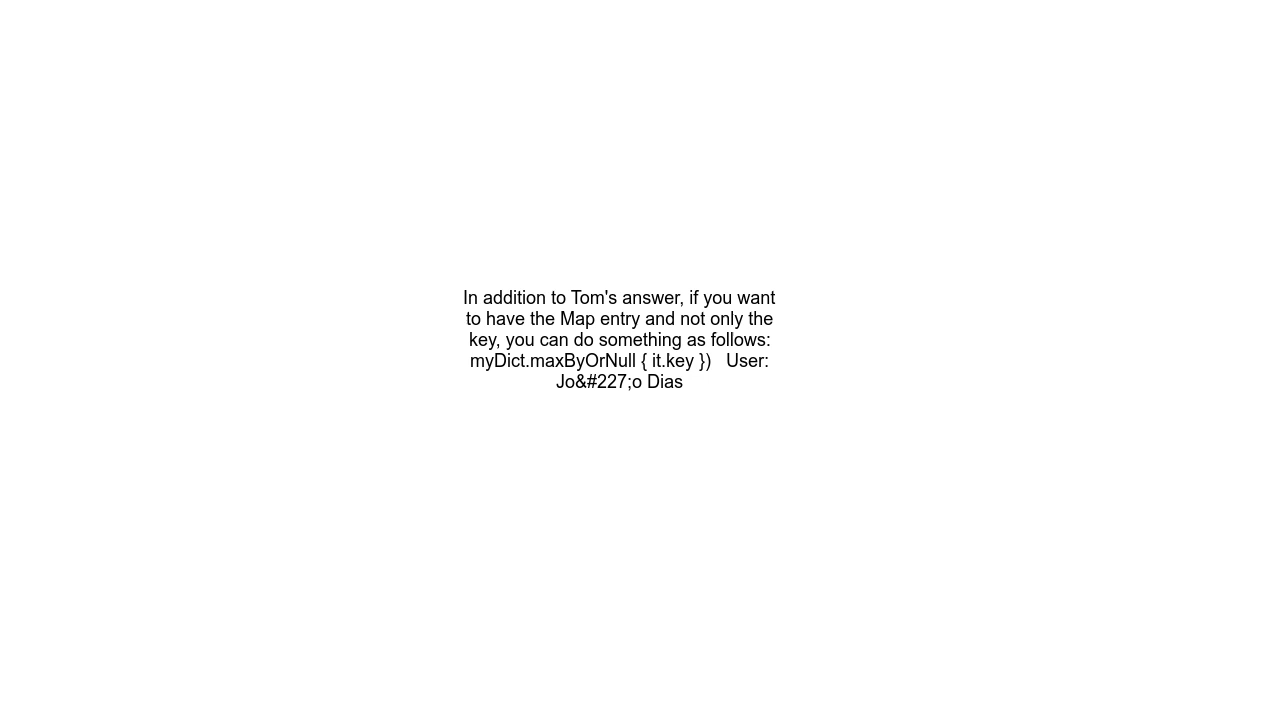 In addition to Tom's answer, if you want
to have the Map entry and not only the
key, you can do something as follows:
myDict.maxByOrNull { it.key })   User:
Jo&#227;o Dias